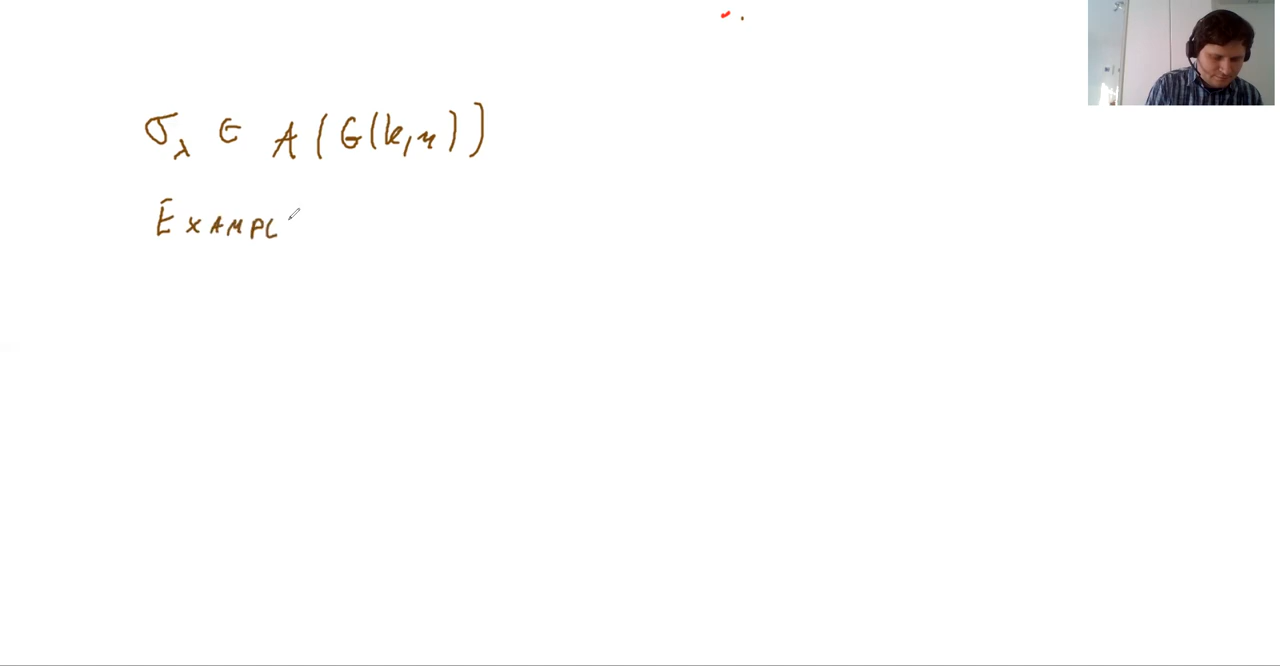 σ_λ ∈ A(G(k,n))
EXAMPL